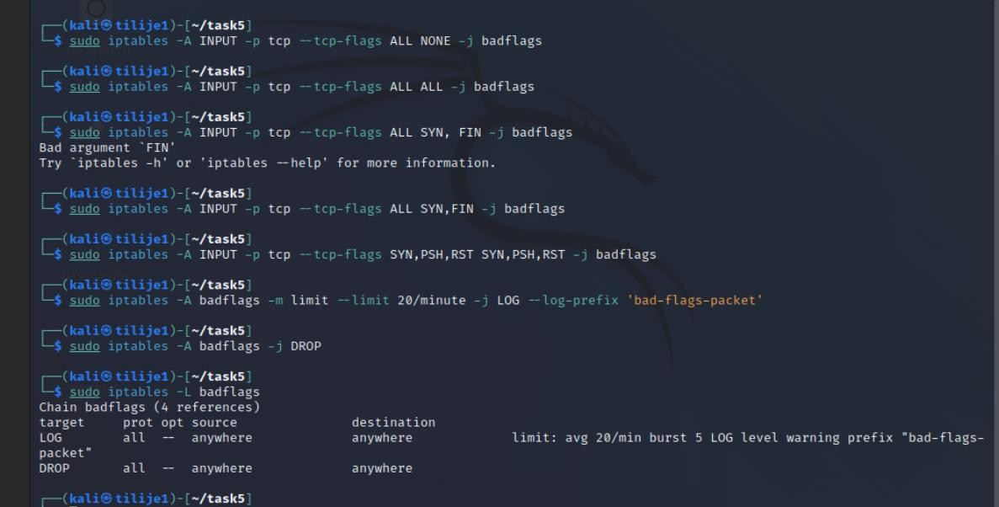 ┌──(kali㉿tilije1)-[~/task5]
└─$ sudo iptables -A INPUT -p tcp --tcp-flags ALL NONE -j badflags
┌──(kali㉿tilije1)-[~/task5]
└─$ sudo iptables -A INPUT -p tcp --tcp-flags ALL ALL -j badflags
┌──(kali㉿tilije1)-[~/task5]
└─$ sudo iptables -A INPUT -p tcp --tcp-flags ALL SYN, FIN -j badflags
Bad argument `FIN'
Try `iptables -h' or 'iptables --help' for more information.
┌──(kali㉿tilije1)-[~/task5]
└─$ sudo iptables -A INPUT -p tcp --tcp-flags ALL SYN,FIN -j badflags
┌──(kali㉿tilije1)-[~/task5]
└─$ sudo iptables -A INPUT -p tcp --tcp-flags SYN,PSH,RST SYN,PSH,RST -j badflags
┌──(kali㉿tilije1)-[~/task5]
└─$ sudo iptables -A badflags -m limit --limit 20/minute -j LOG --log-prefix 'bad-flags-packet'
┌──(kali㉿tilije1)-[~/task5]
└─$ sudo iptables -A badflags -j DROP
┌──(kali㉿tilije1)-[~/task5]
└─$ sudo iptables -L badflags
Chain badflags (4 references)
target     prot opt source               destination
LOG        all  --  anywhere             anywhere             limit: avg 20/min burst 5 LOG level warning prefix "bad-flags-
packet"
DROP       all  --  anywhere             anywhere
┌──(kali㉿tilije1)-[~/task5]